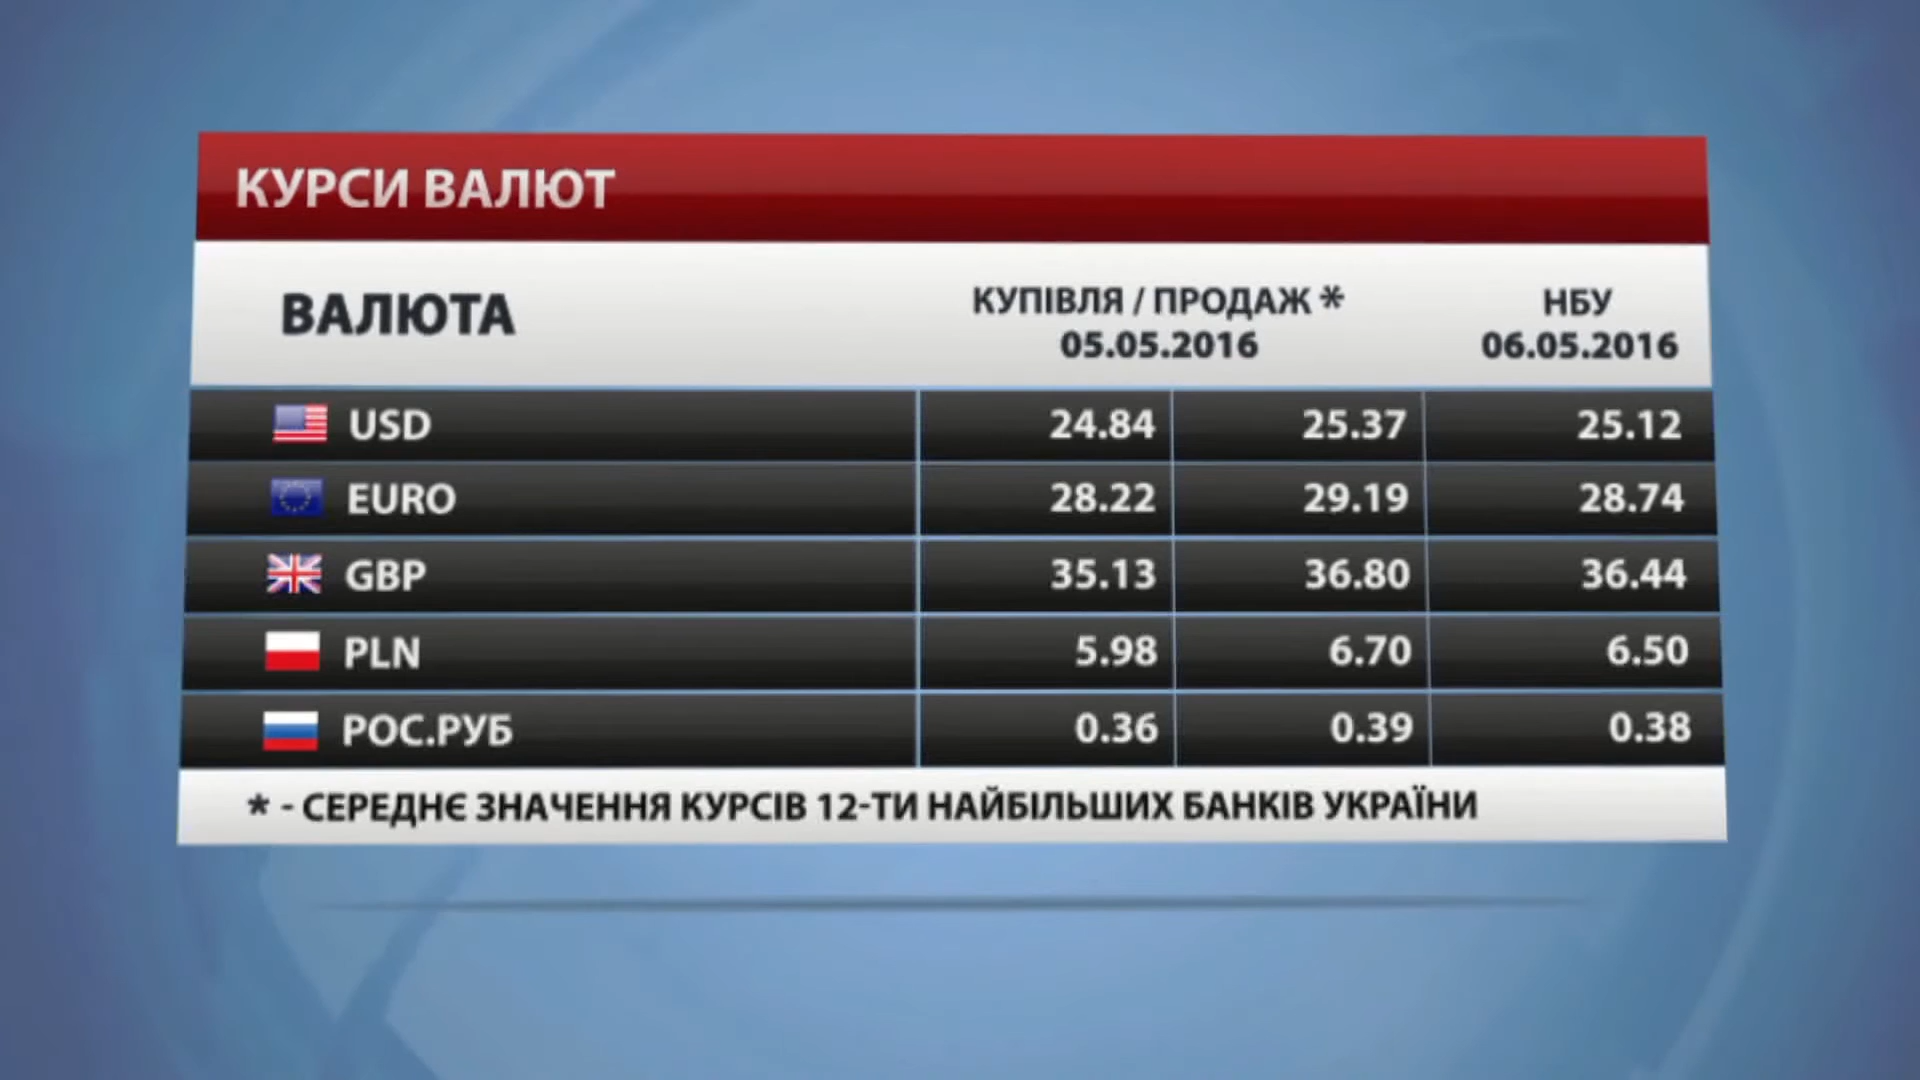 КУРСИ ВАЛЮТ
ВАЛЮТА
КУПІВЛЯ / ПРОДАЖ *
05.05.2016
НБУ
06.05.2016
USD 24.84 25.37 25.12
EURO 28.22 29.19 28.74
GBP 35.13 36.80 36.44
PLN 5.98 6.70 6.50
РОС.РУБ 0.36 0.39 0.38
* - СЕРЕДНЄ ЗНАЧЕННЯ КУРСІВ 12-ТИ НАЙБІЛЬШИХ БАНКІВ УКРАЇНИ